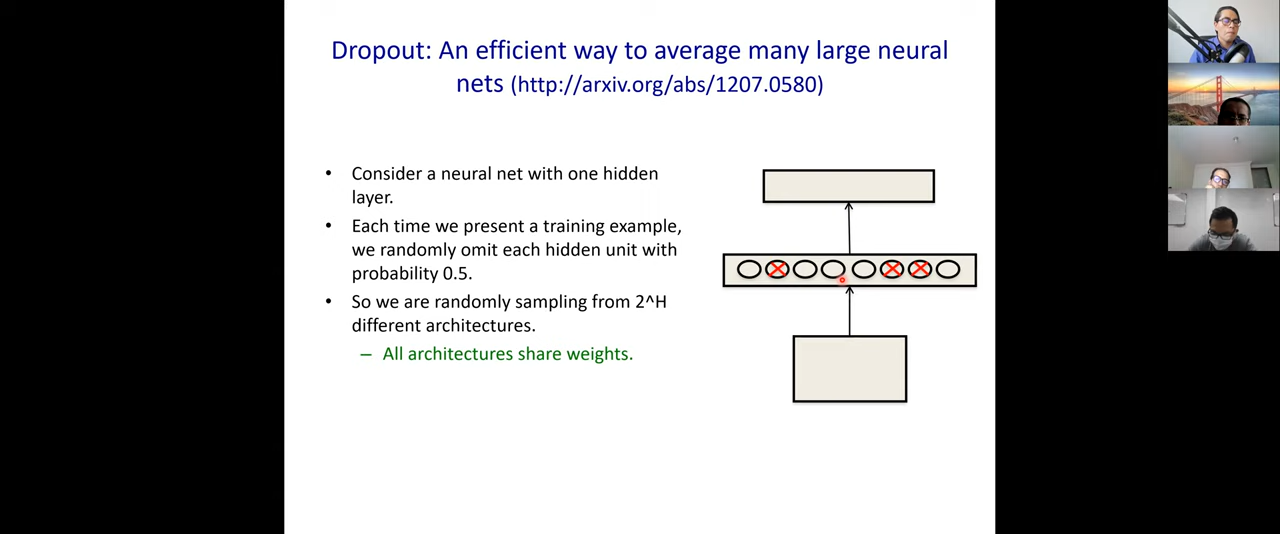 Dropout: An efficient way to average many large neural
nets (http://arxiv.org/abs/1207.0580)
• Consider a neural net with one hidden
layer.
• Each time we present a training example,
we randomly omit each hidden unit with
probability 0.5.
• So we are randomly sampling from 2^H
different architectures.
– All architectures share weights.